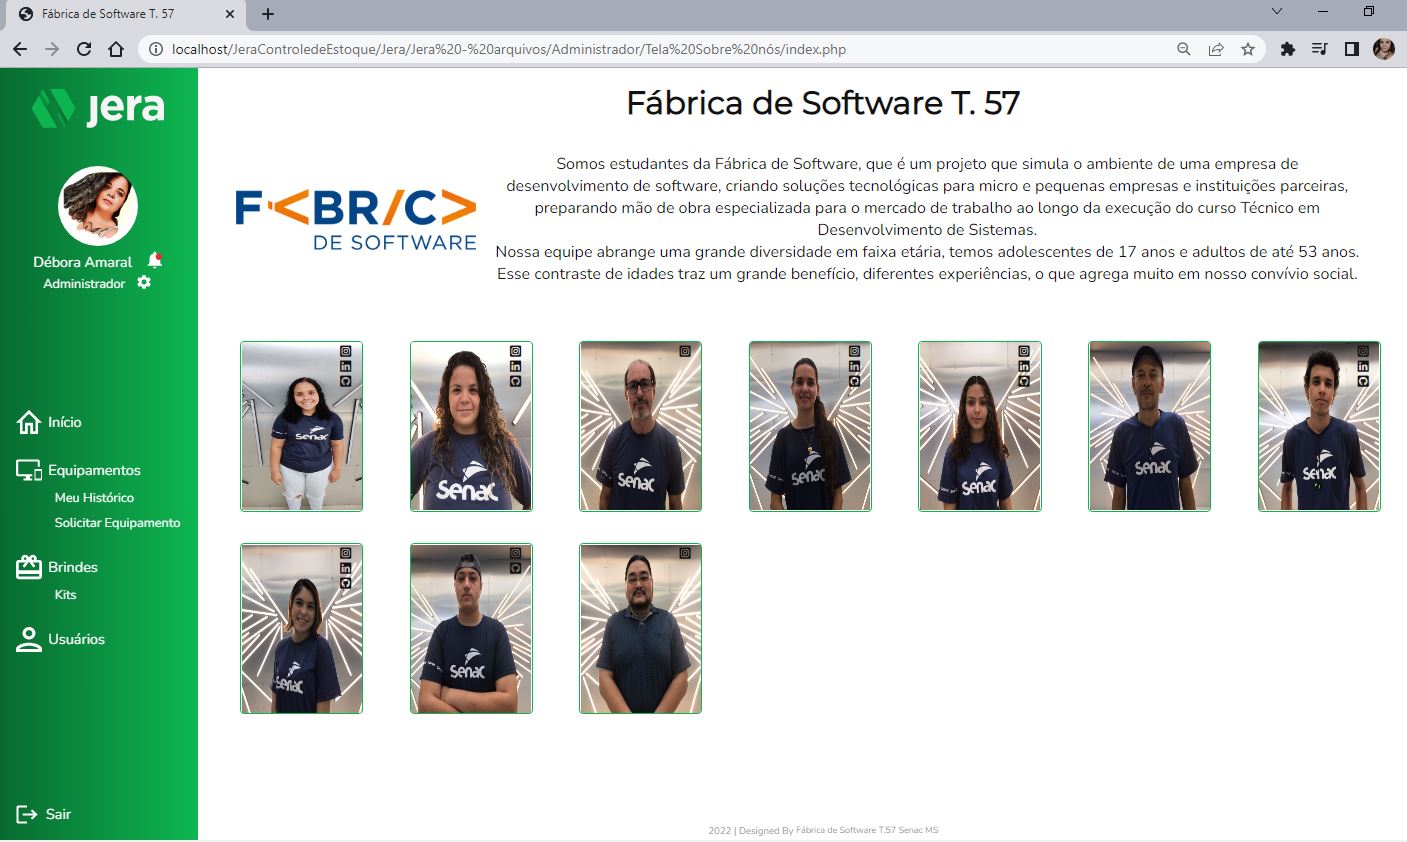 Fábrica de Software T. 57
localhost/JeraControledeEstoque/Jera/Jera%20-%20arquivos/Administrador/Tela%20Sobre%20nós/index.php
Jera
Débora Amaral
Administrador
Início
Equipamentos
Meu Histórico
Solicitar Equipamento
Brindes
Kits
Usuários
Sair
Fábrica de Software T. 57
F<BR/C>
DE SOFTWARE
Somos estudantes da Fábrica de Software, que é um projeto que simula o ambiente de uma empresa de
desenvolvimento de software, criando soluções tecnológicas para micro e pequenas empresas e instituições parceiras,
preparando mão de obra especializada para o mercado de trabalho ao longo da execução do curso Técnico em
Desenvolvimento de Sistemas.
Nossa equipe abrange uma grande diversidade em faixa etária, temos adolescentes de 17 anos e adultos de até 53 anos.
Esse contraste de idades traz um grande benefício, diferentes experiências, o que agrega muito em nosso convívio social.
Senac
Senac
Senac
Senac
Senac
Senac
Senac
Senac
Senac
2022 | Designed By Fábrica de Software T.57 Senac MS